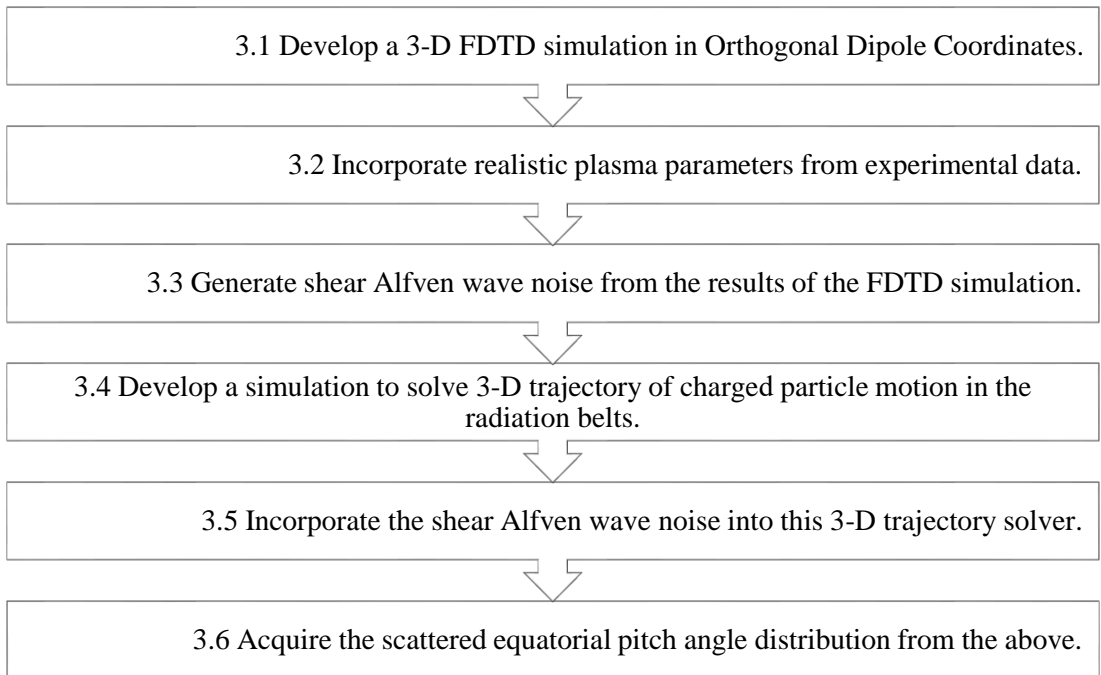 3.1 Develop a 3-D FDTD simulation in Orthogonal Dipole Coordinates.
3.2 Incorporate realistic plasma parameters from experimental data.
3.3 Generate shear Alfven wave noise from the results of the FDTD simulation.
3.4 Develop a simulation to solve 3-D trajectory of charged particle motion in the
radiation belts.
3.5 Incorporate the shear Alfven wave noise into this 3-D trajectory solver.
3.6 Acquire the scattered equatorial pitch angle distribution from the above.